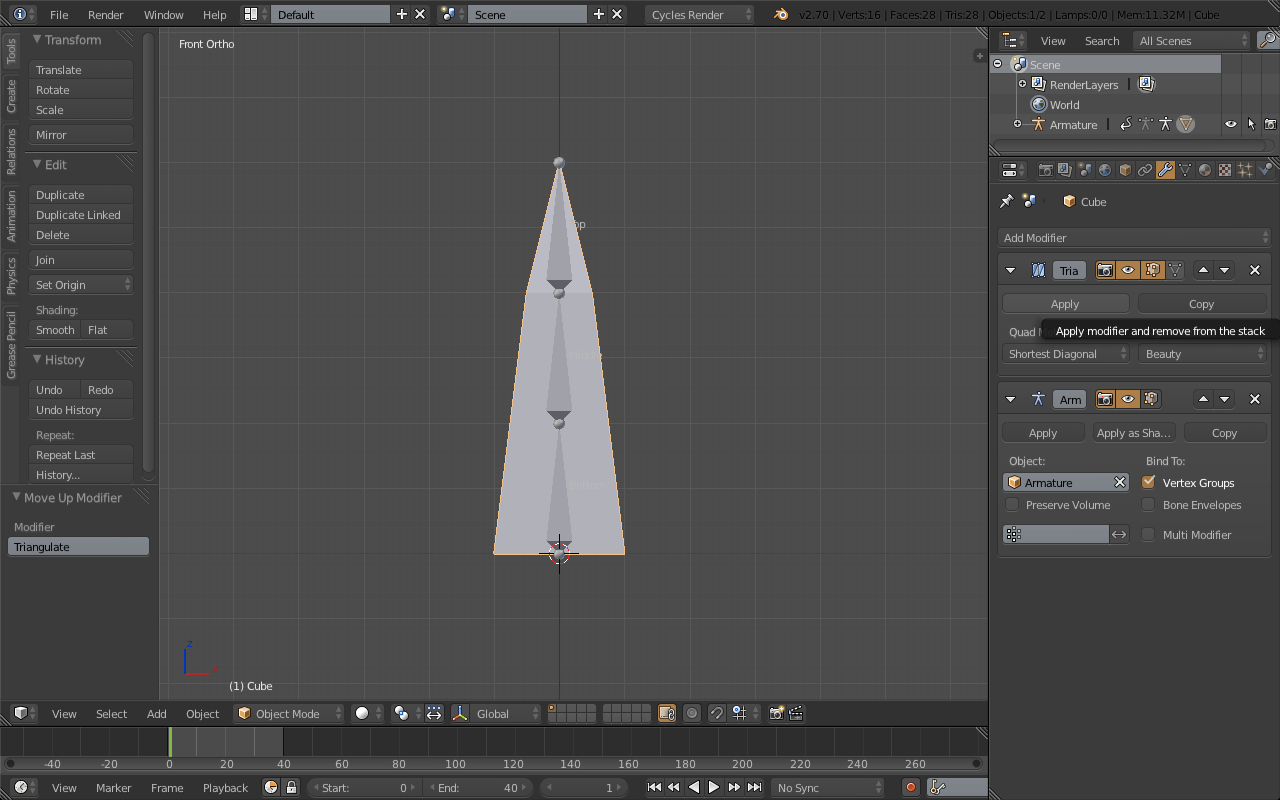 File Render Window Help Default Scene Cycles Render v2.70 | Verts:16 | Faces:28 | Tris:28 | Objects:1/2 | Lamps:0/0 | Mem:11.32M | Cube
Tools
Create
Relations
Animation
Physics
Grease Pencil
Transform
Translate
Rotate
Scale
Mirror
Edit
Duplicate
Duplicate Linked
Delete
Join
Set Origin
Shading:
Smooth Flat
History
Undo Redo
Undo History
Repeat:
Repeat Last
History...
Move Up Modifier
Modifier
Triangulate
Front Ortho
z
(1) Cube
View Search All Scenes
Scene
RenderLayers
World
Armature
Cube
Add Modifier
Tria
Apply Copy
Quad
Apply modifier and remove from the stack
Shortest Diagonal Beauty
Arm
Apply Apply as Sha... Copy
Object: Bind To:
Armature Vertex Groups
Preserve Volume Bone Envelopes
Multi Modifier
View Select Add Object Object Mode Global
-40 -20 0 20 40 60 80 100 120 140 160 180 200 220 240 260
View Marker Frame Playback Start: 0 End: 40 1 No Sync